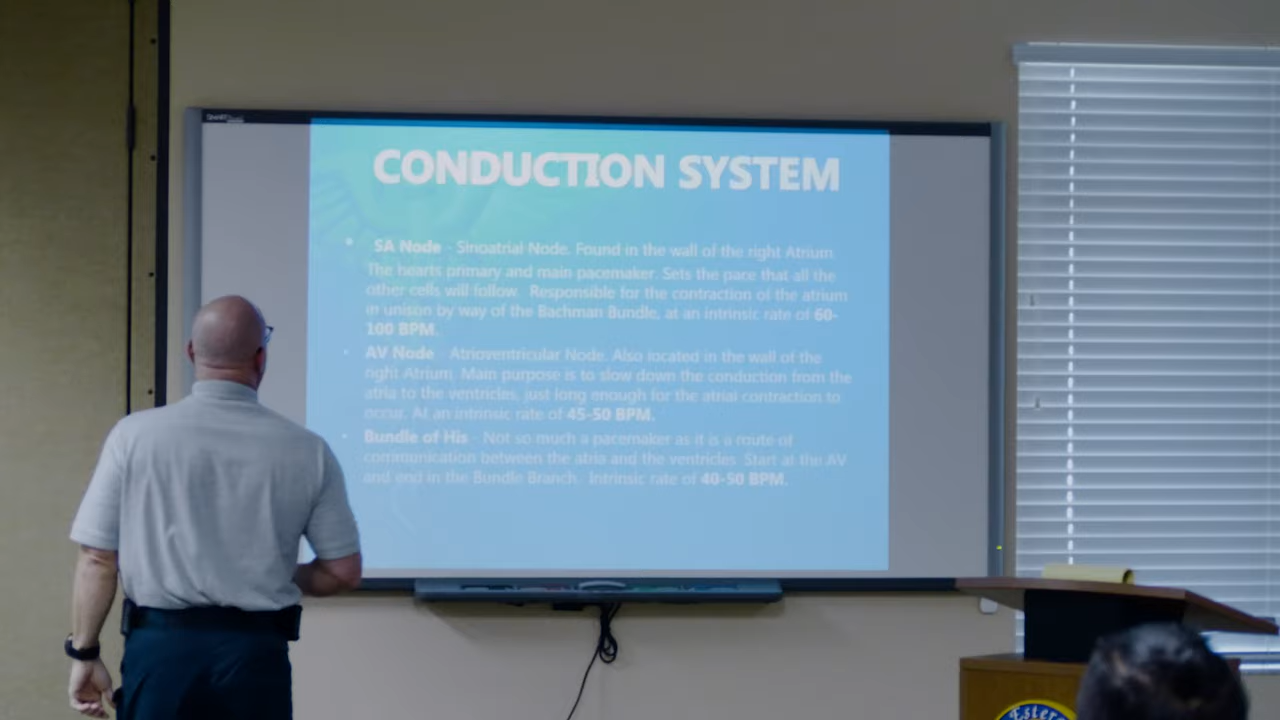 SMART
CONDUCTION SYSTEM
• SA Node - Sinoatrial Node. Found in the wall of the right Atrium.
The hearts primary and main pacemaker. Sets the pace that all the
other cells will follow. Responsible for the contraction of the atrium
in unison by way of the Bachman Bundle, at an intrinsic rate of 60-
100 BPM.
• AV Node - Atrioventricular Node. Also located in the wall of the
right Atrium. Main purpose is to slow down the conduction from the
atria to the ventricles, just long enough for the atrial contraction to
occur. At an intrinsic rate of 45-50 BPM.
• Bundle of His - Not so much a pacemaker as it is a route of
communication between the atria and the ventricles. Start at the AV
and end in the Bundle Branch. Intrinsic rate of 40-50 BPM.
Estero